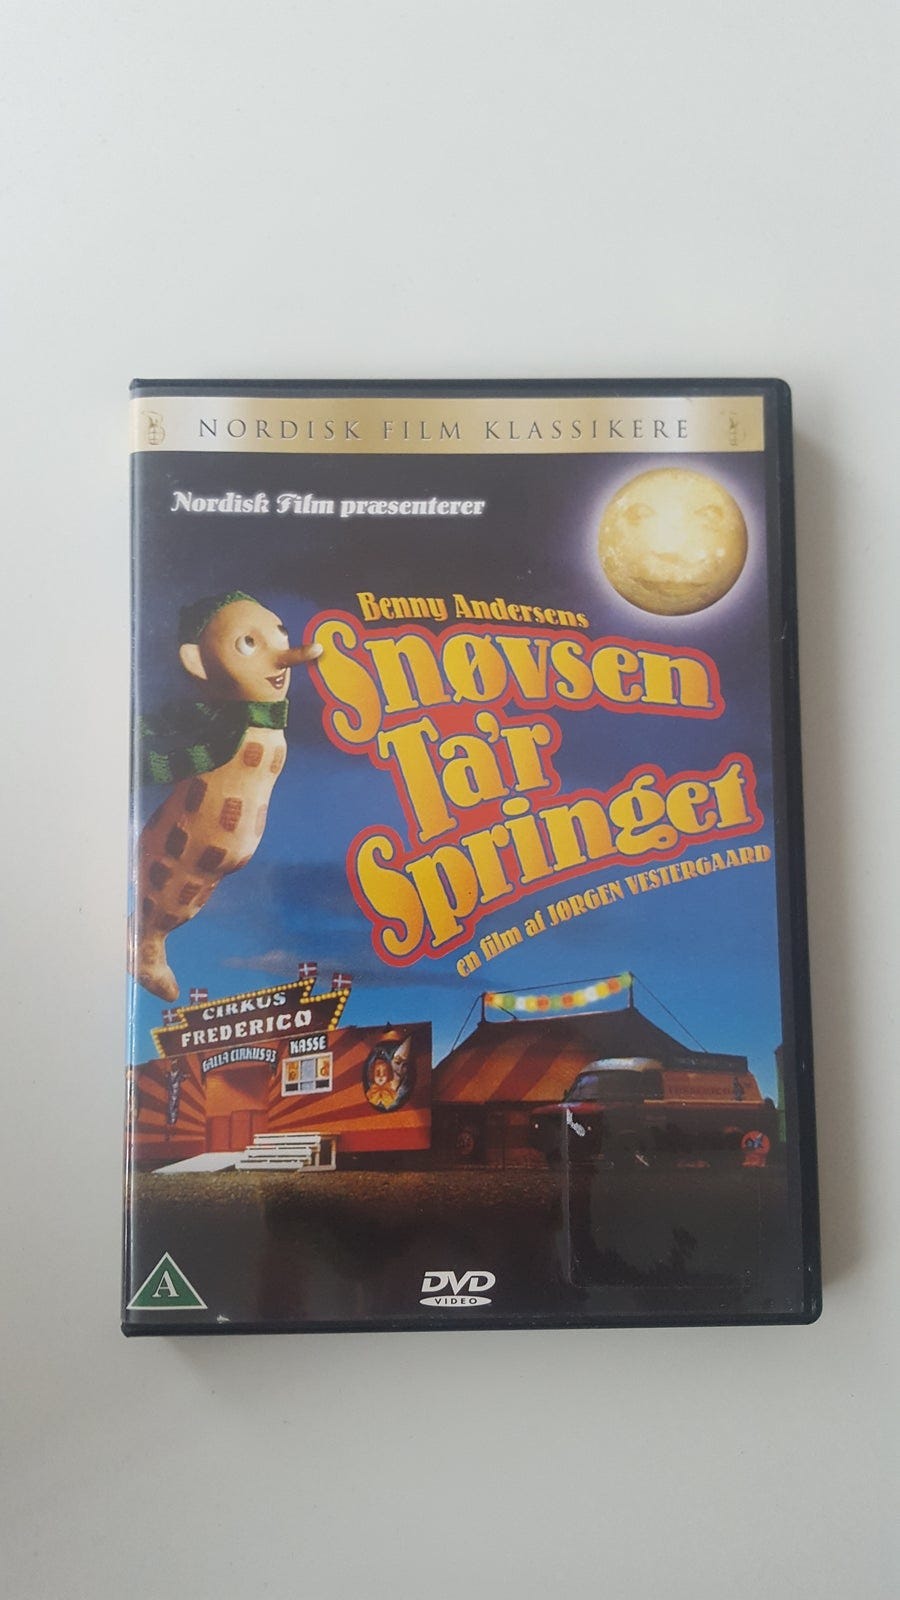 NORDISK FILM KLASSIKERE
Nordisk Film præsenterer
Benny Andersens
Snøvsen
Ta'r
Springet
en film af JØRGEN VESTERGAARD
CIRKUS
FREDERICO
GALLA CIRKUS 93
KASSE
FREDERICO
A
DVD
VIDEO